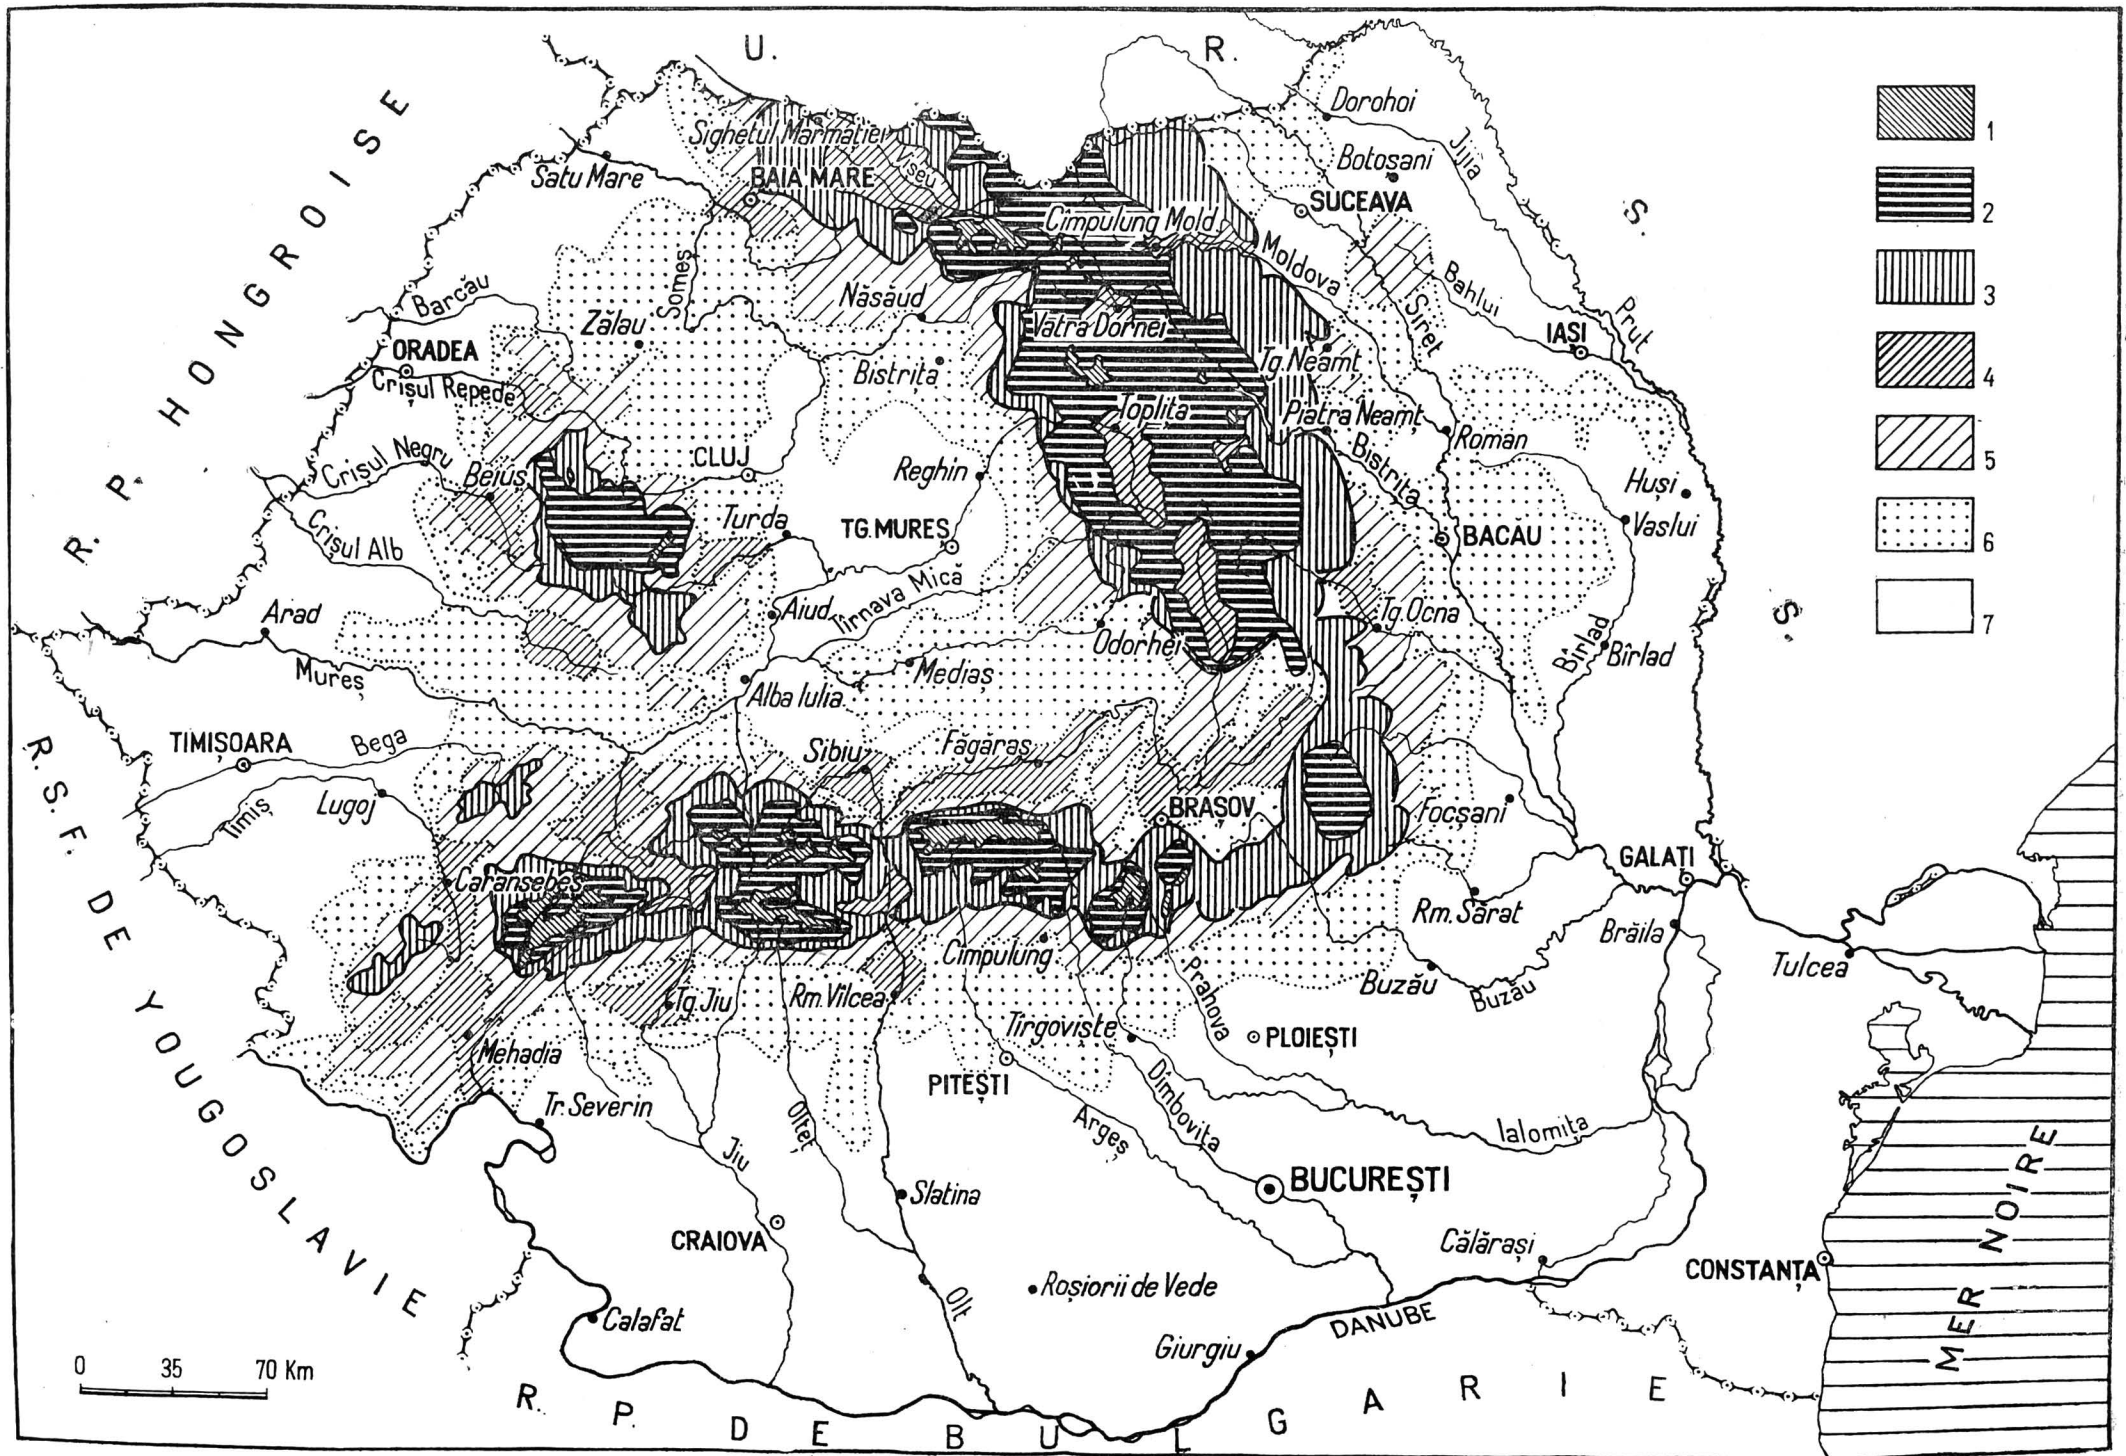 U. R. S. S.
R. P. HONGROISE
R.S.F. DE YOUGOSLAVIE
R. P. DE BULGARIE
MER NOIRE
1
2
3
4
5
6
7
Dorohoi
Jijia
Sighetul Marmației
Vișeu
Botoșani
BAIA MARE
Satu Mare
SUCEAVA
Cîmpulung Mold.
Moldova
Someș
Bahlui
Siret
Prut
Năsăud
Barcău
Zălau
Vatra Dornei
IAȘI
ORADEA
Tg. Neamț
Crișul Repede
Bistrița
Toplița
Piatra Neamț
Roman
CLUJ
Crișul Negru
Beiuș
Reghin
Bistrița
Huși
Vaslui
Turda
TG. MUREȘ
BACĂU
Crișul Alb
Tîrnava Mică
Arad
Aiud
Tg. Ocna
Odorhei
Bîrlad
Bîrlad
Mediaș
Mureș
Alba Iulia
TIMIȘOARA
Bega
Sibiu
Făgăraș
Lugoj
Timiș
BRAȘOV
Focșani
GALAȚI
Caransebeș
Rm. Sărat
Brăila
Cîmpulung
Tulcea
Prahova
Buzău
Buzău
Tg. Jiu
Rm. Vîlcea
Tîrgoviște
PLOIEȘTI
Mehadia
PITEȘTI
Dîmbovița
Tr. Severin
Olteț
Argeș
Ialomița
Jiu
BUCUREȘTI
Slatina
CRAIOVA
Călărași
CONSTANȚA
Roșiorii de Vede
Olt
Calafat
DANUBE
Giurgiu
0 35 70 Km